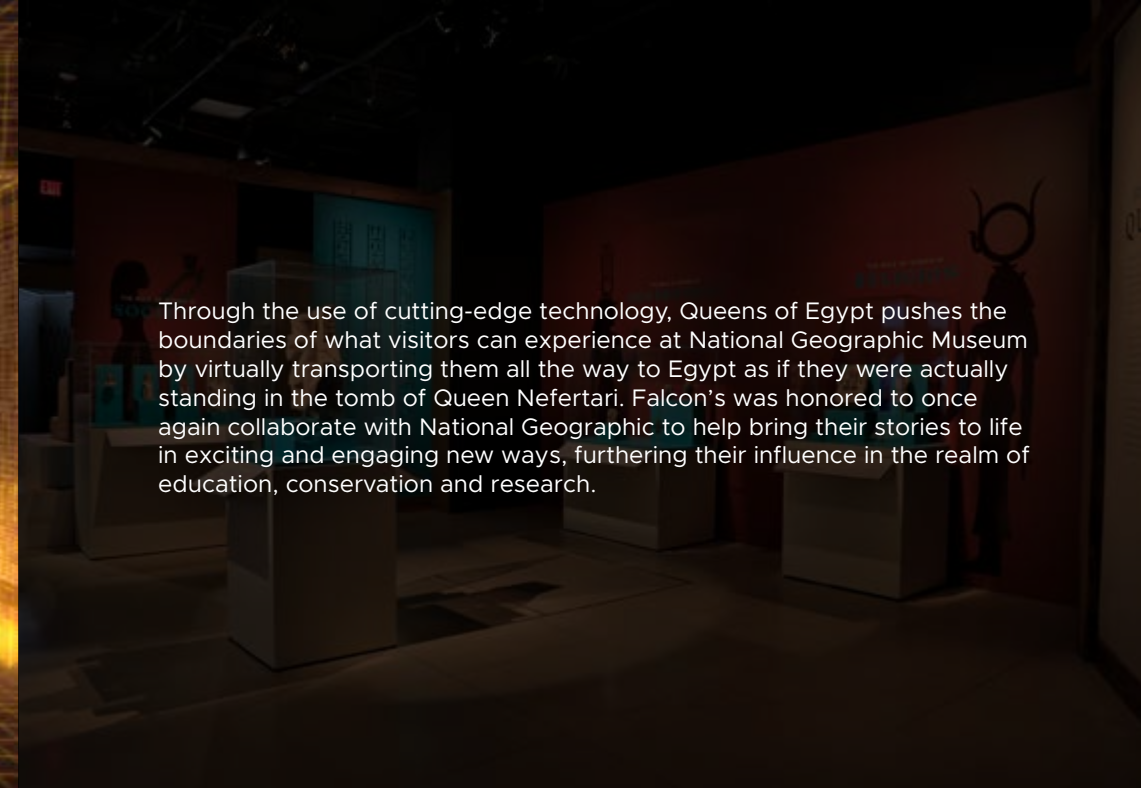 Through the use of cutting-edge technology, Queens of Egypt pushes the
boundaries of what visitors can experience at National Geographic Museum
by virtually transporting them all the way to Egypt as if they were actually
standing in the tomb of Queen Nefertari. Falcon’s was honored to once
again collaborate with National Geographic to help bring their stories to life
in exciting and engaging new ways, furthering their influence in the realm of
education, conservation and research.